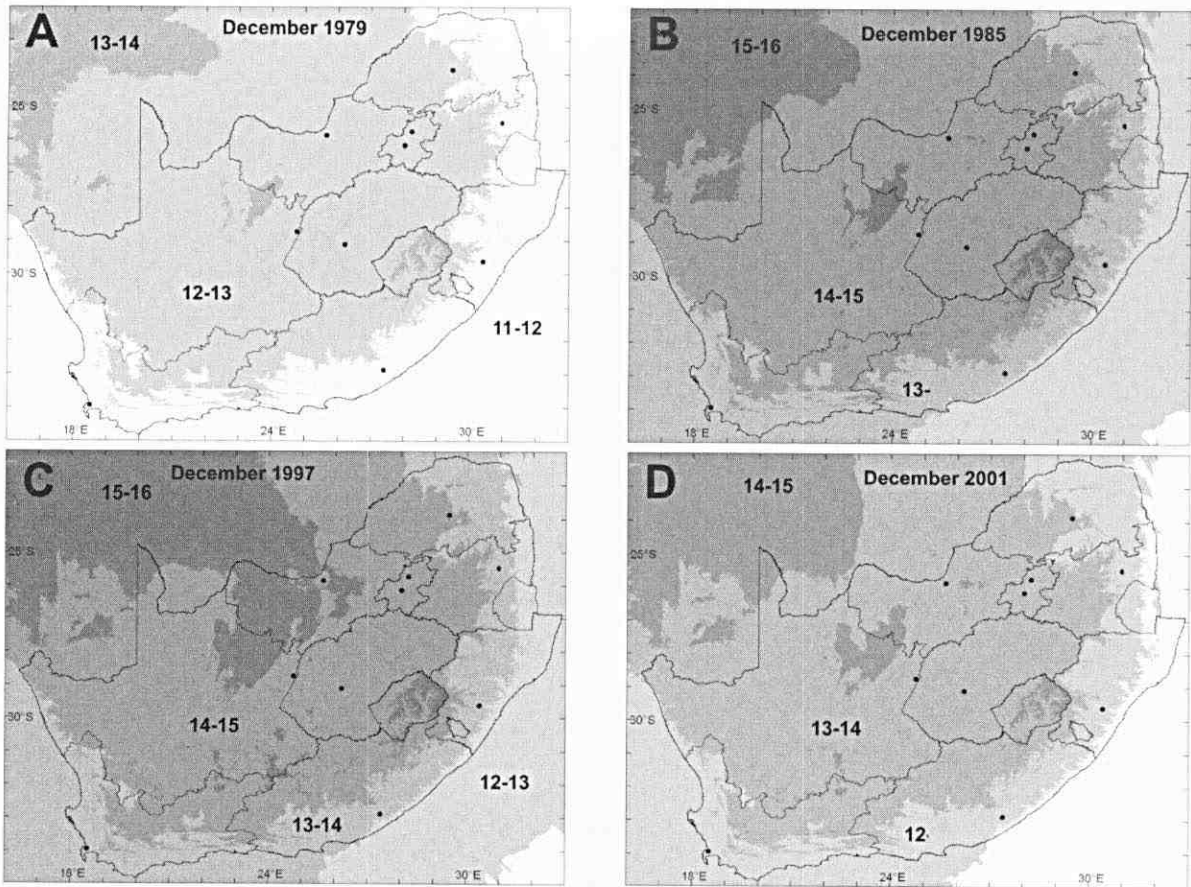 A
13-14
December 1979
25°S
30°S
12-13
11-12
18°E
24°E
30°E
B
15-16
December 1985
25°S
30°S
14-15
13-
18°E
24°E
30°E
C
15-16
December 1997
25°S
30°S
14-15
12-13
13-14
18°E
24°E
30°E
D
14-15
December 2001
25°S
30°S
13-14
12-
18°E
24°E
30°E